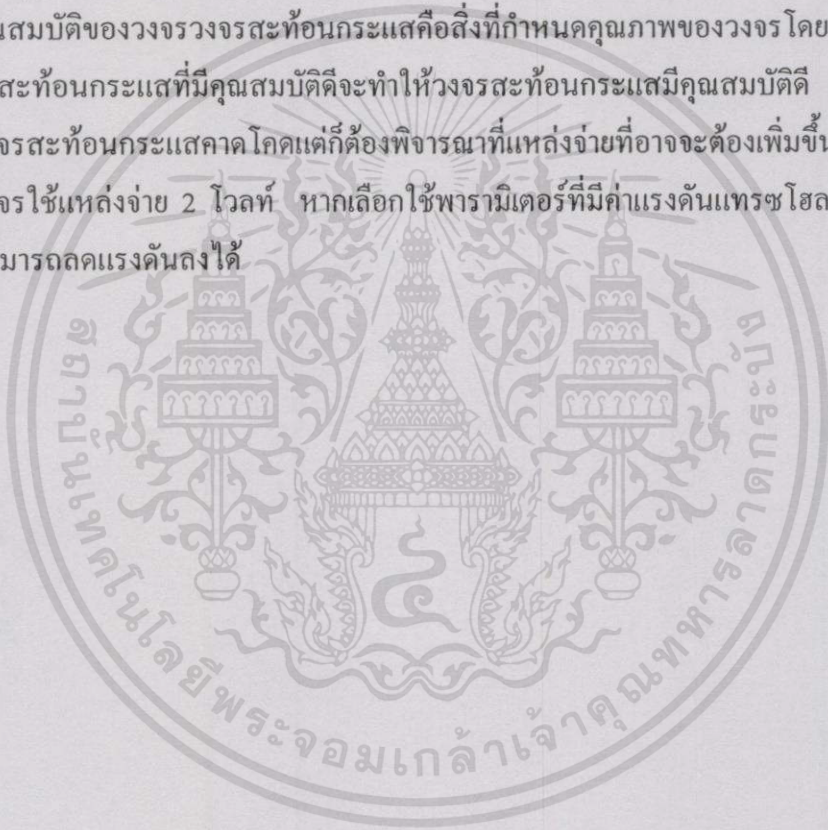 นสมบัติของวงจรวงจรสะท้อนกระแสคือสิ่งที่กำหนดคุณภาพของวงจร โดย
สะท้อนกระแสที่มีคุณสมบัติดีจะทำให้วงจรสะท้อนกระแสมีคุณสมบัติดี
จรสะท้อนกระแสคาดโคดแต่ก็ต้องพิจารณาที่แหล่งจ่ายที่อาจจะต้องเพิ่มขึ้น
จรใช้แหล่งจ่าย 2 โวลท์ หากเลือกใช้พารามิเตอร์ที่มีค่าแรงดันแทรซโฮล
มารถลดแรงดันลงได้
สถาบันเทคโนโลยีพระจอมเกล้าเจ้าคุณทหารลาดกระบัง